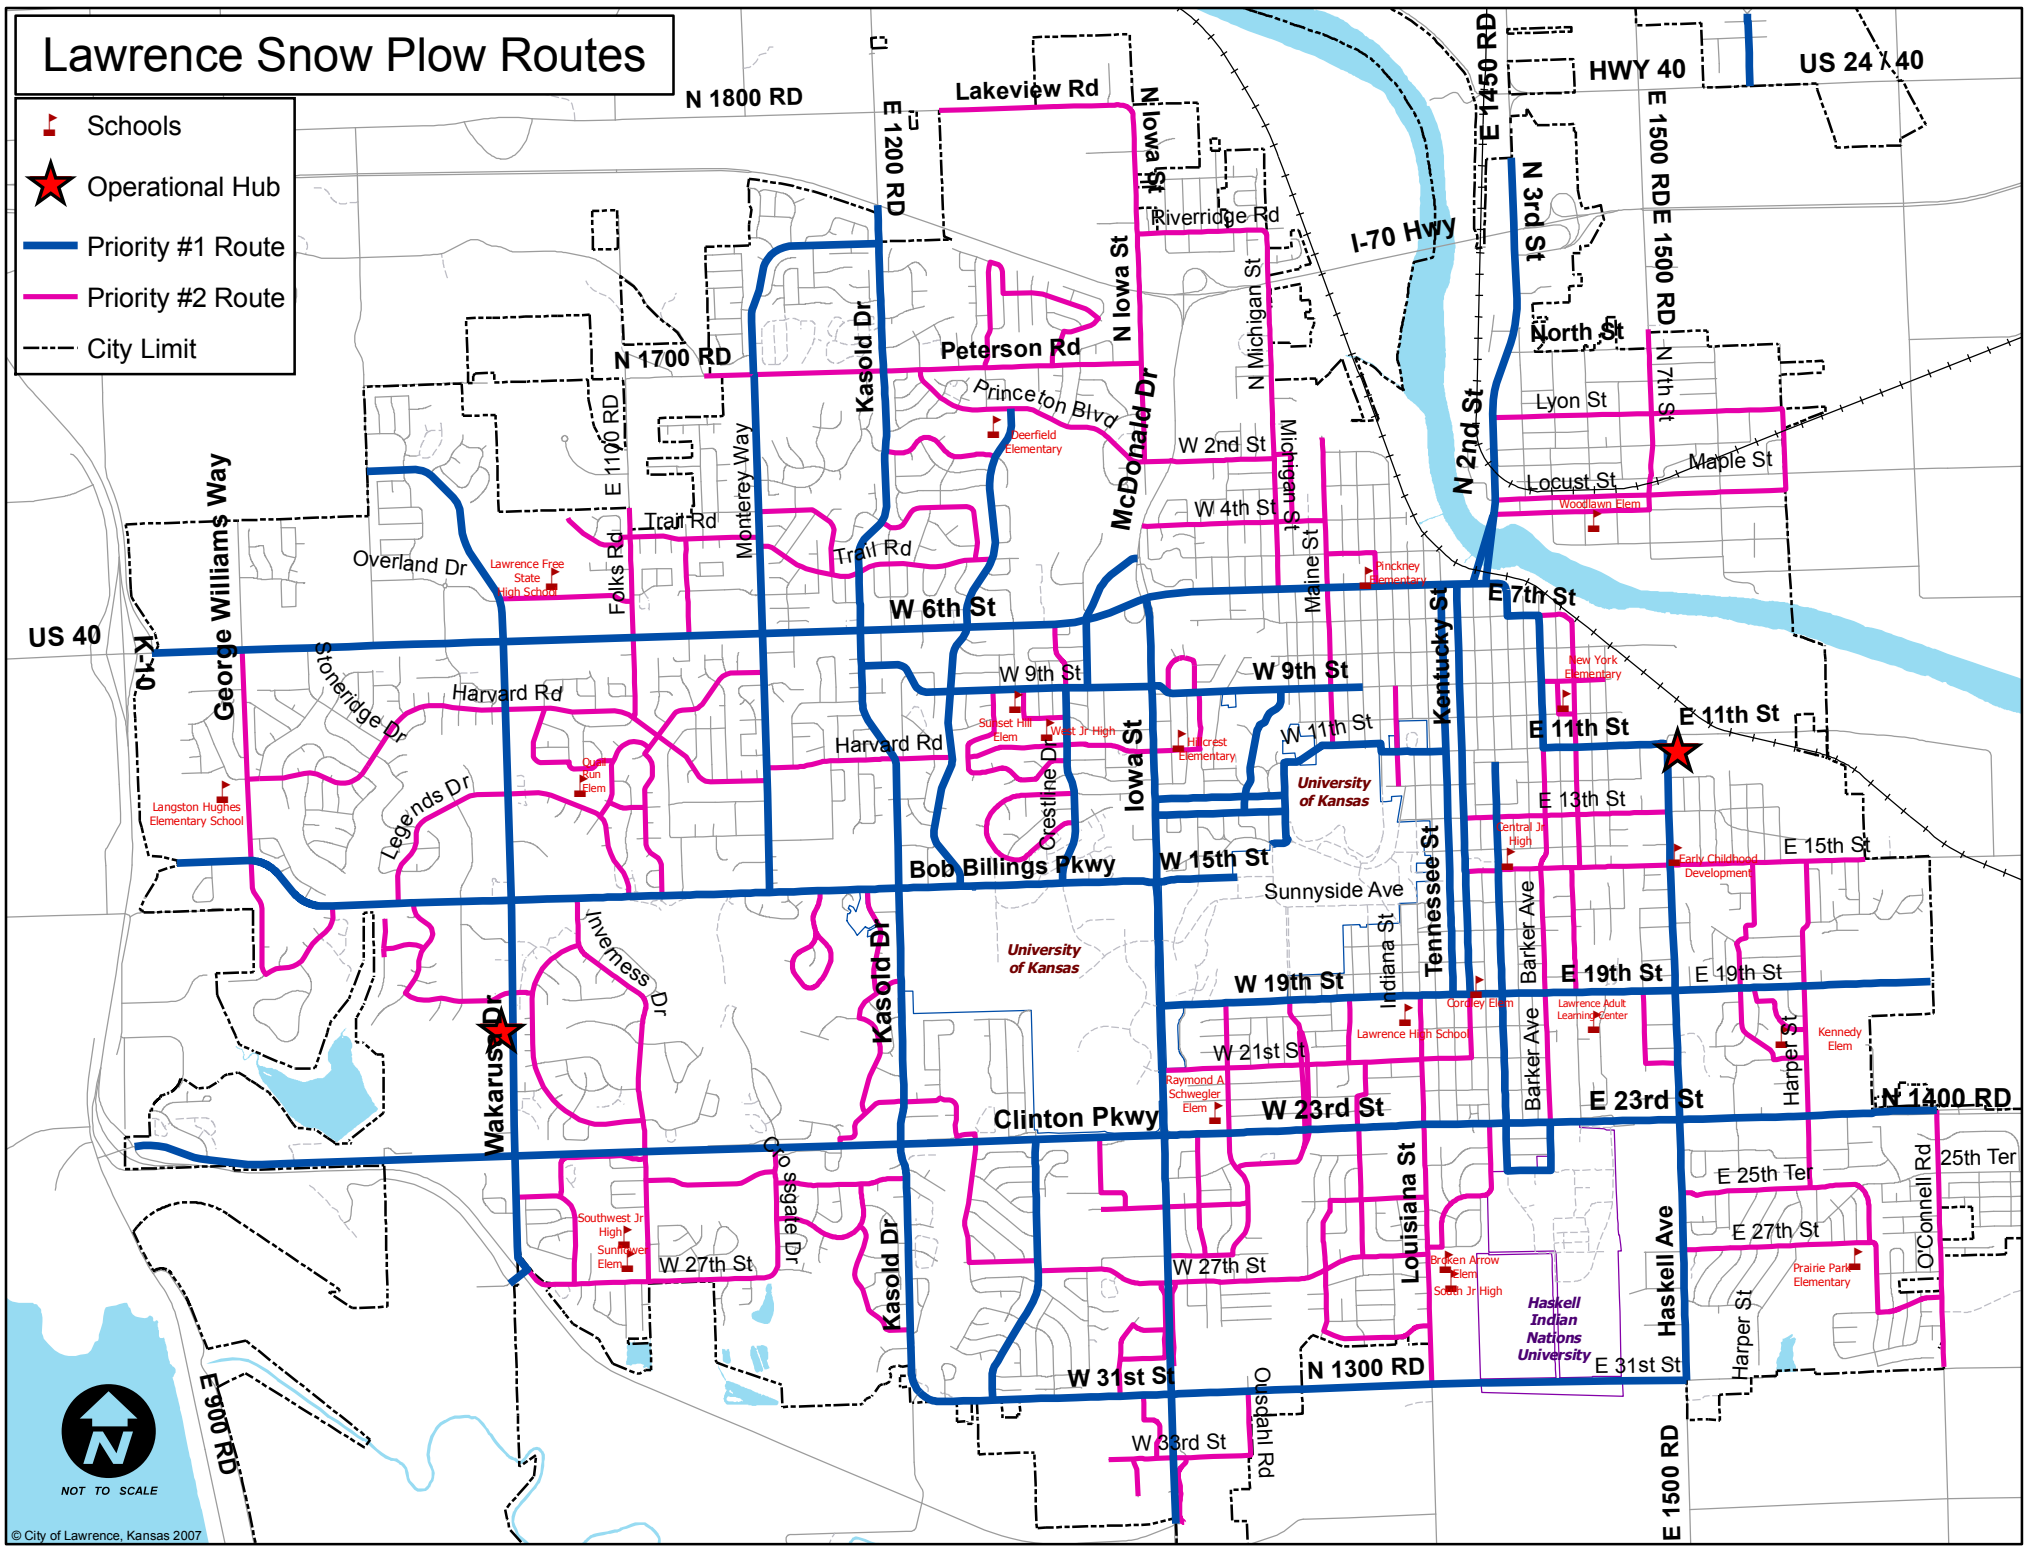 Lawrence Snow Plow Routes
Schools
Operational Hub
Priority #1 Route
Priority #2 Route
City Limit
N 1800 RD
E 1200 RD
Lakeview Rd
N Iowa St
E 1450 RD
HWY 40
US 24 / 40
E 1500 RD
E 1500 RD
N 3rd St
Riverridge Rd
I-70 Hwy
N Iowa St
N Michigan St
Kasold Dr
North St
N 1700 RD
Peterson Rd
N 7th St
Princeton Blvd
McDonald Dr
Lyon St
N 2nd St
E 1100 RD
Monterey Way
Deerfield
Elementary
W 2nd St
Michigan St
Maple St
Locust St
Woodlawn Elem
George Williams Way
W 4th St
Trail Rd
Trail Rd
Overland Dr
Lawrence Free
State
High School
Folks Rd
Maine St
Pinckney
Elementary
US 40
K-10
W 6th St
E 7th St
Kentucky St
Stoneridge Dr
Harvard Rd
W 9th St
W 9th St
New York
Elementary
Sunset Hill
Elem
West Jr High
Iowa St
W 11th St
E 11th St
E 11th St
Harvard Rd
Hillcrest
Elementary
Crestline Dr
Quail
Run
Elem
University
of Kansas
Langston Hughes
Elementary School
Legends Dr
E 13th St
Central Jr
High
Tennessee St
E 15th St
Early Childhood
Development
Bob Billings Pkwy
W 15th St
Sunnyside Ave
Barker Ave
Inverness Dr
Kasold Dr
Indiana St
University
of Kansas
E 19th St
E 19th St
W 19th St
Cordley Elem
Lawrence Adult
Learning Center
Lawrence High School
Wakarusa Dr
W 21st St
Barker Ave
Harper St
Kennedy
Elem
Raymond A
Schwegler
Elem
Clinton Pkwy
W 23rd St
E 23rd St
N 1400 RD
Crossgate Dr
Louisiana St
25th Ter
E 25th Ter
O'Connell Rd
Southwest Jr
High
Sunflower
Elem
W 27th St
Kasold Dr
W 27th St
Broken Arrow
Elem
South Jr High
Haskell Ave
E 27th St
Prairie Park
Elementary
Haskell
Indian
Nations
University
Harper St
W 31st St
N 1300 RD
E 31st St
Ousdahl Rd
W 33rd St
E 900 RD
E 1500 RD
N
NOT TO SCALE
© City of Lawrence, Kansas 2007